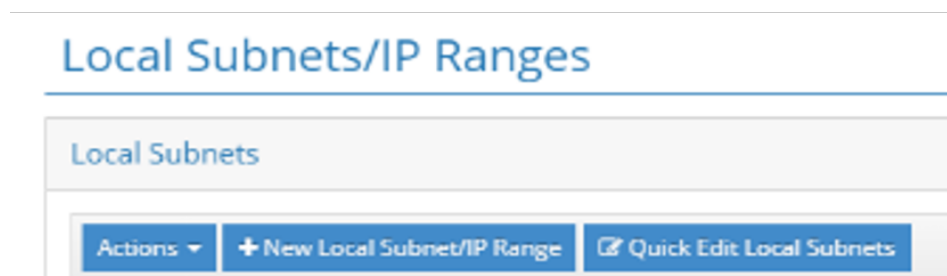 Local Subnets/IP Ranges
Local Subnets
Actions New Local Subnet/IP Range Quick Edit Local Subnets